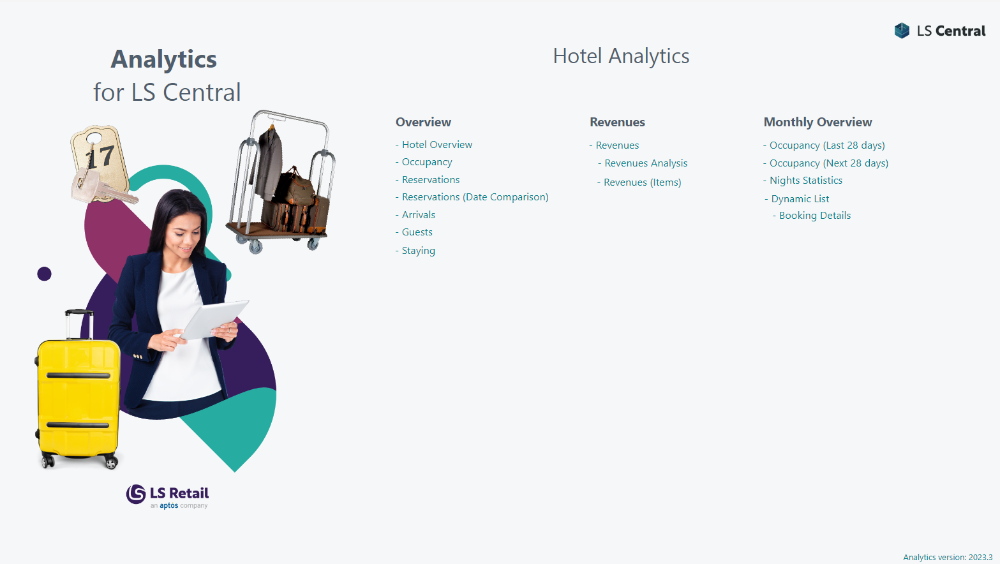 Analytics
for LS Central
17
LS Retail
an aptos company
LS Central
Hotel Analytics
Overview
- Hotel Overview
- Occupancy
- Reservations
- Reservations (Date Comparison)
- Arrivals
- Guests
- Staying
Revenues
- Revenues
- Revenues Analysis
- Revenues (Items)
Monthly Overview
- Occupancy (Last 28 days)
- Occupancy (Next 28 days)
- Nights Statistics
- Dynamic List
- Booking Details
Analytics version: 2023.3